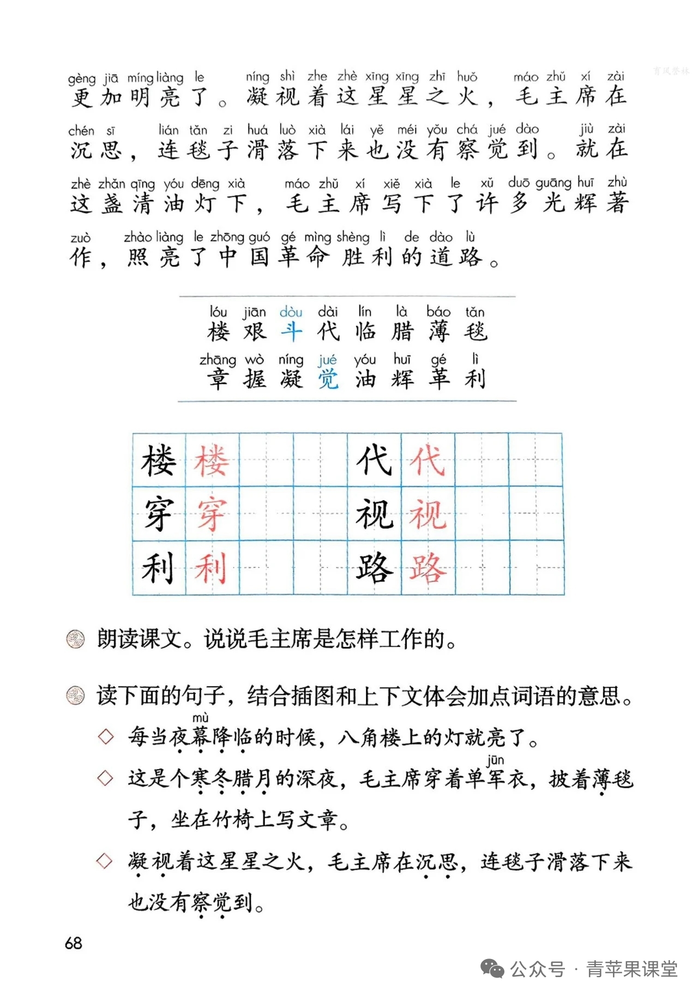 育风堂林
gèng jiā míng liàng le níng shì zhe zhè xīng xīng zhī huǒ máo zhǔ xí zài
更加明亮了。凝视着这星星之火，毛主席在
chén sī lián tǎn zi huá luò xià lái yě méi yǒu chá jué dào jiù zài
沉思，连毯子滑落下来也没有察觉到。就在
zhè zhǎn qīng yóu dēng xià máo zhǔ xí xiě xià le xǔ duō guāng huī zhù
这盏清油灯下，毛主席写下了许多光辉著
zuò zhào liàng le zhōng guó gé mìng shèng lì de dào lù
作，照亮了中国革命胜利的道路。
lóu jiān dòu dài lín là báo tǎn
楼 艰 斗 代 临 腊 薄 毯
zhāng wò níng jué yóu huī gé lì
章 握 凝 觉 油 辉 革 利
楼 楼 代 代
穿 穿 视 视
利 利 路 路
朗读课文。说说毛主席是怎样工作的。
读下面的句子，结合插图和上下文体会加点词语的意思。
mù
每当夜幕降临的时候，八角楼上的灯就亮了。
jūn
这是个寒冬腊月的深夜，毛主席穿着单军衣，披着薄毯
子，坐在竹椅上写文章。
凝视着这星星之火，毛主席在沉思，连毯子滑落下来
也没有察觉到。
68
公众号·青苹果课堂